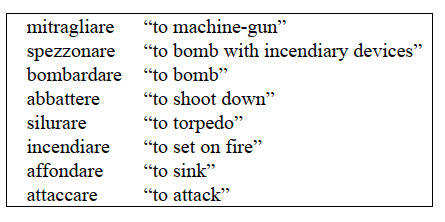 mitragliare “to machine-gun”
spezzonare “to bomb with incendiary devices”
bombardare “to bomb”
abbattere “to shoot down”
silurare “to torpedo”
incendiare “to set on fire”
affondare “to sink”
attaccare “to attack”